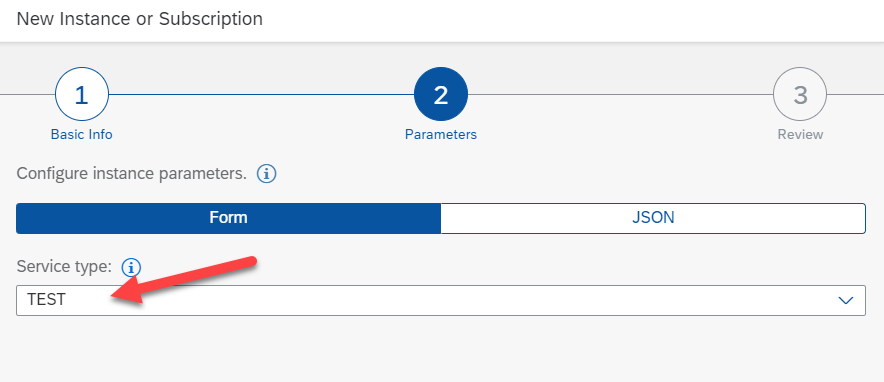 New Instance or Subscription
1 2 3
Basic Info Parameters Review
Configure instance parameters. i
Form JSON
Service type: i
TEST